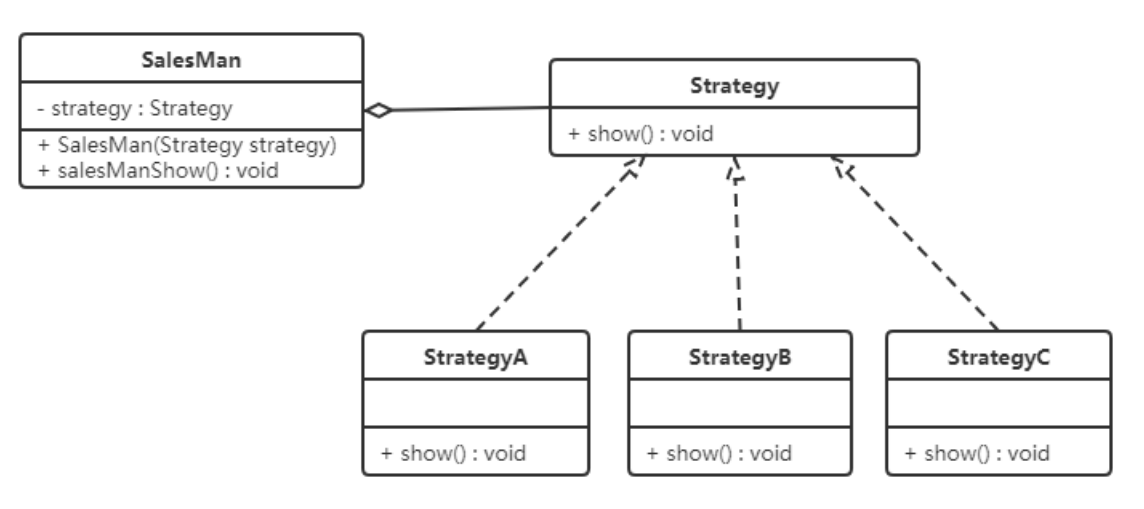 SalesMan
- strategy : Strategy
+ SalesMan(Strategy strategy)
+ salesManShow() : void
Strategy
+ show() : void
StrategyA
+ show() : void
StrategyB
+ show() : void
StrategyC
+ show() : void